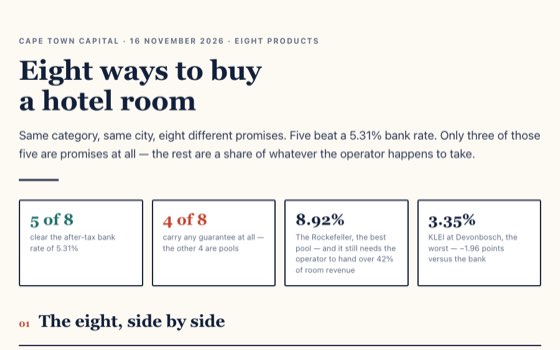 CAPE TOWN CAPITAL · 16 NOVEMBER 2026 · EIGHT PRODUCTS
Eight ways to buy
a hotel room
Same category, same city, eight different promises. Five beat a 5.31% bank rate. Only three of those
five are promises at all — the rest are a share of whatever the operator happens to take.
5 of 8
clear the after-tax bank
rate of 5.31%
4 of 8
carry any guarantee at all —
the other 4 are pools
8.92%
The Rockefeller, the best
pool — and it still needs the
operator to hand over 42%
of room revenue
3.35%
KLEI at Devonbosch, the
worst — −1.96 points
versus the bank
01 The eight, side by side